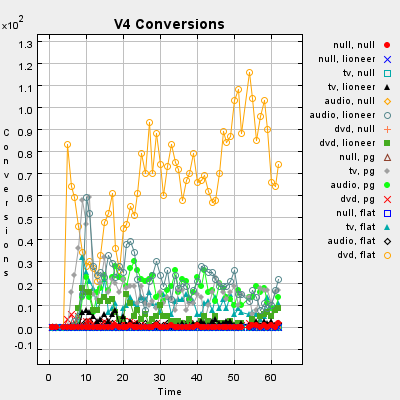 V4 Conversions
x10²
1.3
1.2
1.1
1.0
0.9
0.8
0.7
0.6
0.5
0.4
0.3
0.2
0.1
0.0
-0.1
Conversions
0 10 20 30 40 50 60
Time
null, null
null, lioneer
tv, null
tv, lioneer
audio, null
audio, lioneer
dvd, null
dvd, lioneer
null, pg
tv, pg
audio, pg
dvd, pg
null, flat
tv, flat
audio, flat
dvd, flat